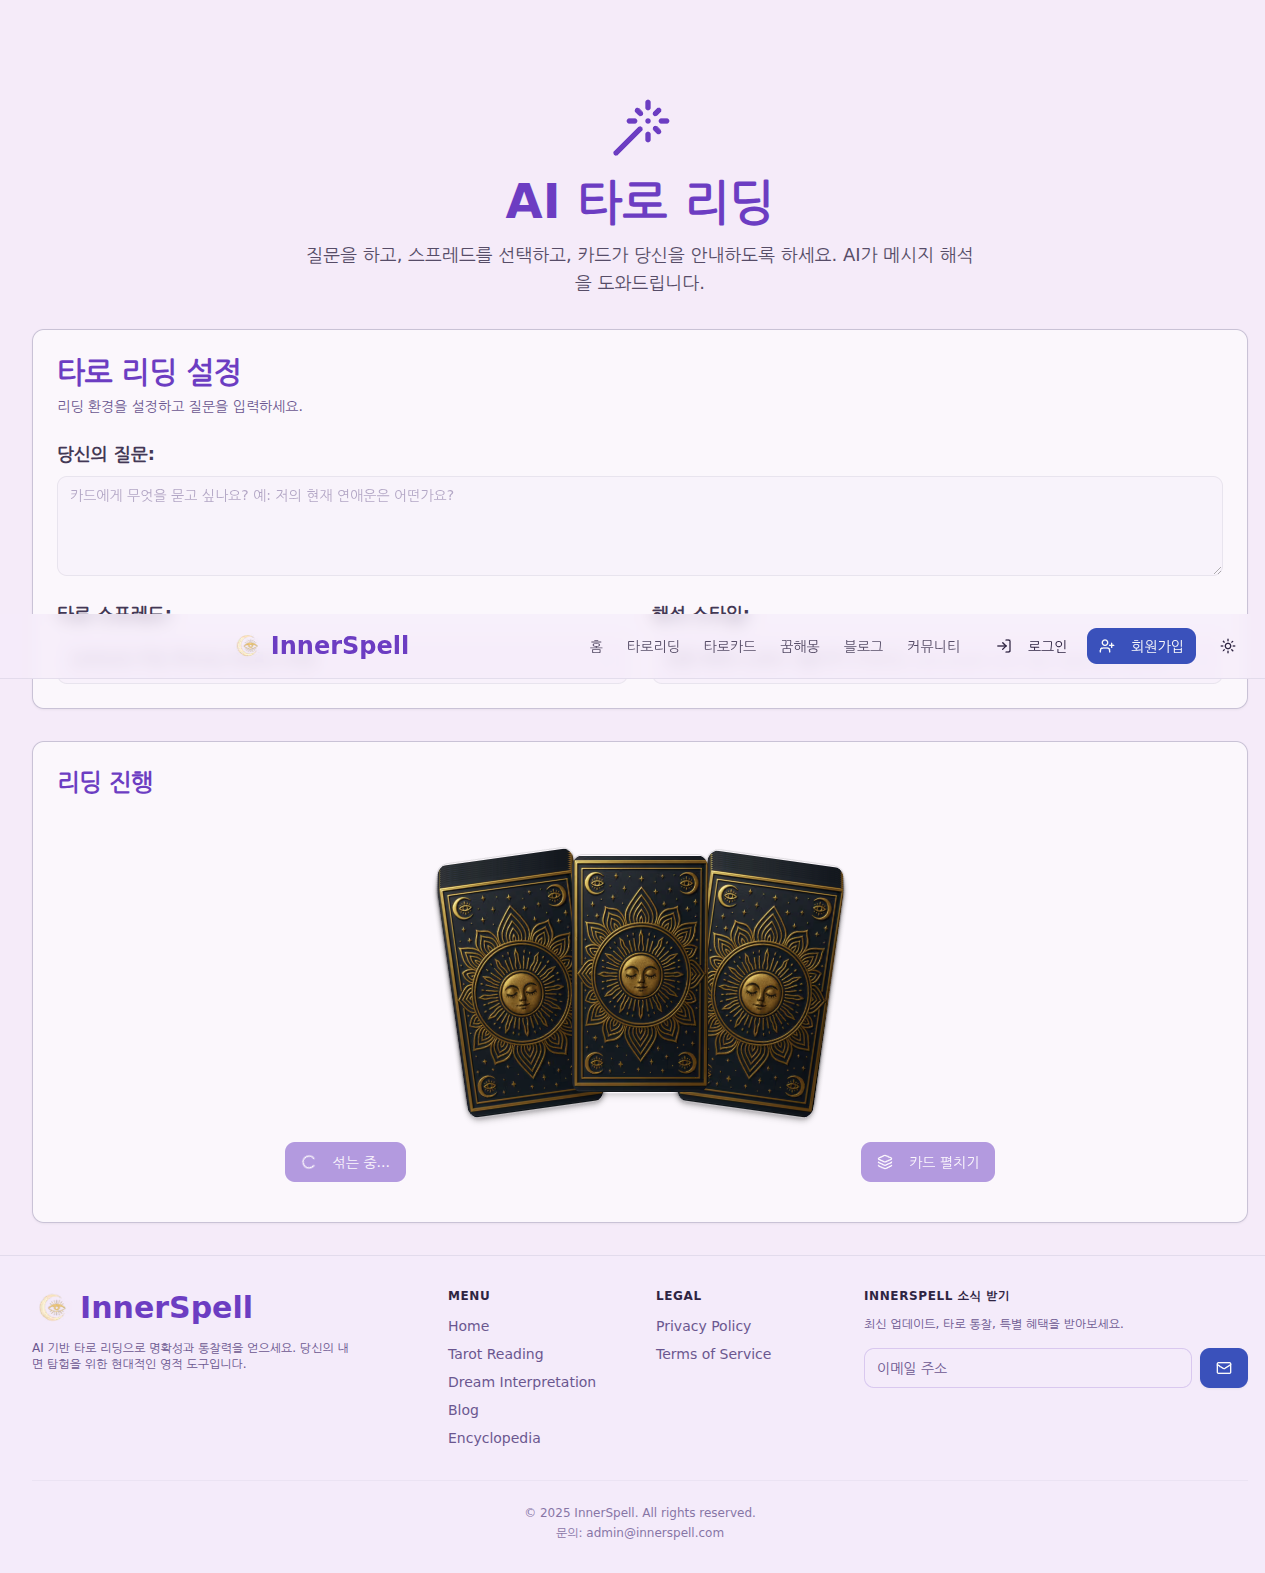 AI 타로 리딩
질문을 하고, 스프레드를 선택하고, 카드가 당신을 안내하도록 하세요. AI가 메시지 해석
을 도와드립니다.
타로 리딩 설정
리딩 환경을 설정하고 질문을 입력하세요.
당신의 질문:
카드에게 무엇을 묻고 싶나요? 예: 저의 현재 연애운은 어떤가요?
타로 스프레드:
해석 스타일:
InnerSpell
홈 타로리딩 타로카드 꿈해몽 블로그 커뮤니티 로그인 회원가입
리딩 진행
섞는 중...
카드 펼치기
InnerSpell
AI 기반 타로 리딩으로 명확성과 통찰력을 얻으세요. 당신의 내
면 탐험을 위한 현대적인 영적 도구입니다.
MENU
Home
Tarot Reading
Dream Interpretation
Blog
Encyclopedia
LEGAL
Privacy Policy
Terms of Service
INNERSPELL 소식 받기
최신 업데이트, 타로 통찰, 특별 혜택을 받아보세요.
이메일 주소
© 2025 InnerSpell. All rights reserved.
문의: admin@innerspell.com